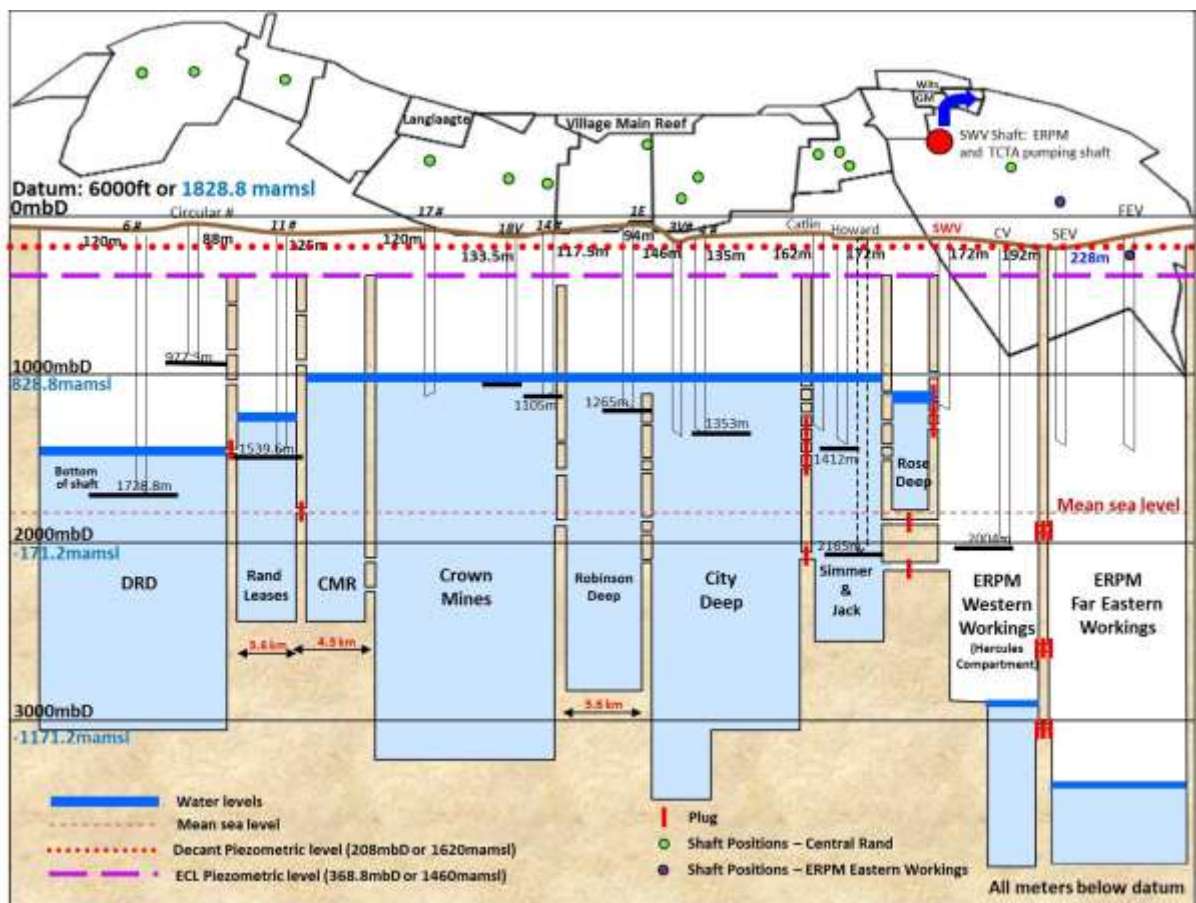 Langlaagte
Village Main Reef
Wits
GM
SWV Shaft: ERPM
and TCTA pumping shaft
Datum: 6000ft or 1828.8 mamsl
0mbD
Circular #
6 #
11 #
17 #
18V
14 #
1E
3V#
Catlin
Howard
SWV
CV
SEV
FEV
120m
88m
125m
120m
133.5m
117.5m
94m
146m
135m
162m
172m
172m
192m
228m
977.5m
1000mbD
828.8mamsl
1105m
1265m
1353m
1412m
1539.6m
Bottom
of shaft
1728.8m
Rose
Deep
Mean sea level
2000mbD
-171.2mamsl
2165m
2004m
DRD
Rand
Leases
CMR
Crown
Mines
Robinson
Deep
City
Deep
Simmer
&
Jack
ERPM
Western
Workings
(Hercules
Compartment)
ERPM
Far Eastern
Workings
3.6 km
4.5 km
5.5 km
3000mbD
-1171.2mamsl
Water levels
Mean sea level
Decant Piezometric level (208mbD or 1620mamsl)
ECL Piezometric level (368.8mbD or 1460mamsl)
Plug
Shaft Positions – Central Rand
Shaft Positions – ERPM Eastern Workings
All meters below datum